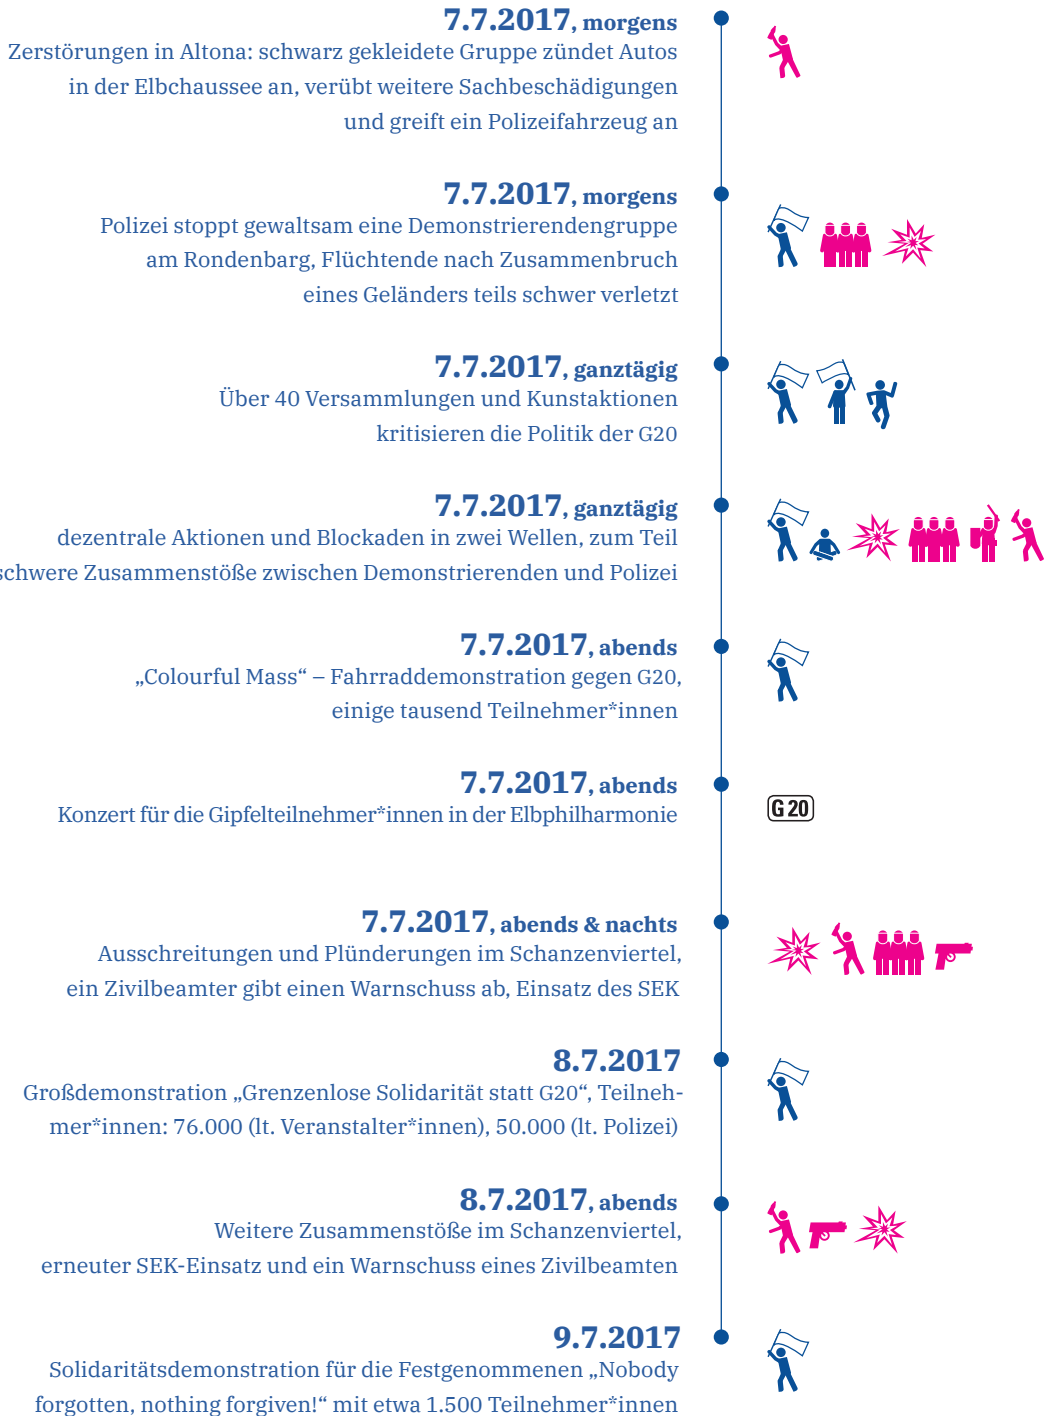 7.7.2017, morgens
Zerstörungen in Altona: schwarz gekleidete Gruppe zündet Autos
in der Elbchaussee an, verübt weitere Sachbeschädigungen
und greift ein Polizeifahrzeug an
7.7.2017, morgens
Polizei stoppt gewaltsam eine Demonstrierendengruppe
am Rondenbarg, Flüchtende nach Zusammenbruch
eines Geländers teils schwer verletzt
7.7.2017, ganztägig
Über 40 Versammlungen und Kunstaktionen
kritisieren die Politik der G20
7.7.2017, ganztägig
dezentrale Aktionen und Blockaden in zwei Wellen, zum Teil
schwere Zusammenstöße zwischen Demonstrierenden und Polizei
7.7.2017, abends
„Colourful Mass“ – Fahrraddemonstration gegen G20,
einige tausend Teilnehmer*innen
7.7.2017, abends
Konzert für die Gipfelteilnehmer*innen in der Elbphilharmonie
G 20
7.7.2017, abends & nachts
Ausschreitungen und Plünderungen im Schanzenviertel,
ein Zivilbeamter gibt einen Warnschuss ab, Einsatz des SEK
8.7.2017
Großdemonstration „Grenzenlose Solidarität statt G20“, Teilneh-
mer*innen: 76.000 (lt. Veranstalter*innen), 50.000 (lt. Polizei)
8.7.2017, abends
Weitere Zusammenstöße im Schanzenviertel,
erneuter SEK-Einsatz und ein Warnschuss eines Zivilbeamten
9.7.2017
Solidaritätsdemonstration für die Festgenommenen „Nobody
forgotten, nothing forgiven!“ mit etwa 1.500 Teilnehmer*innen